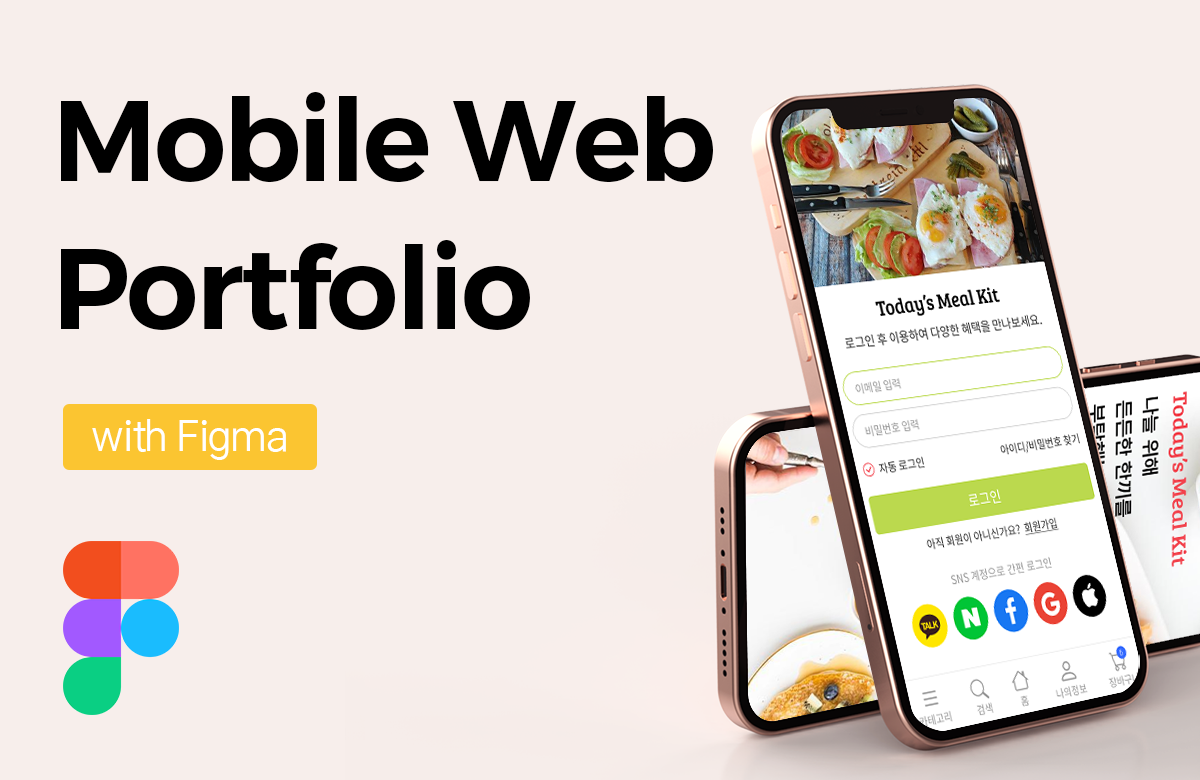 Mobile Web
Portfolio
with Figma
Today's Meal Kit
로그인 후 이용하여 다양한 혜택을 만나보세요.
이메일 입력
비밀번호 입력
자동 로그인
아이디/비밀번호 찾기
로그인
아직 회원이 아니신가요? 회원가입
SNS 계정으로 간편 로그인
TALK
N
f
G
카테고리
검색
홈
나의정보
장바구니
Today's Meal Kit
나를 위해
든든한 한끼를